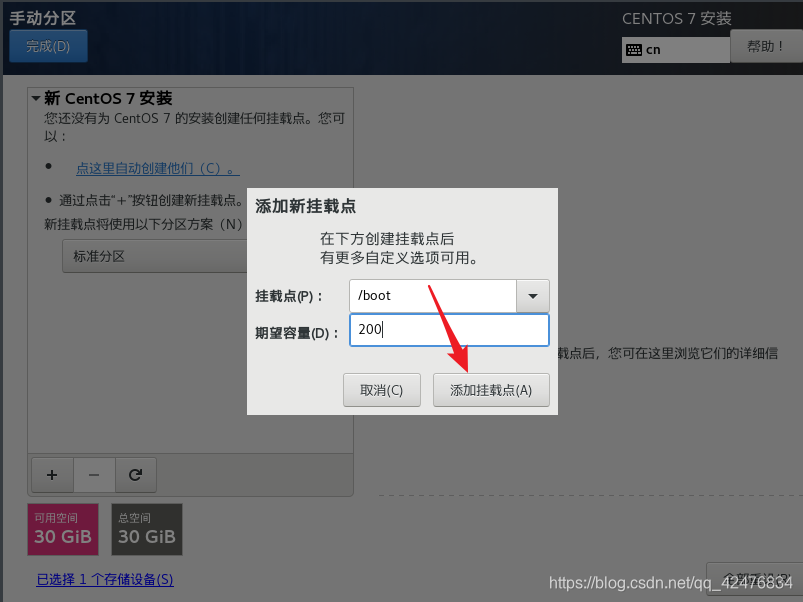 手动分区
完成(D)
CENTOS 7 安装
cn
帮助！
新 CentOS 7 安装
您还没有为 CentOS 7 的安装创建任何挂载点。您可
以：
点这里自动创建他们（C）。
通过点击“+”按钮创建新挂载点。
新挂载点将使用以下分区方案（N）
标准分区
添加新挂载点
在下方创建挂载点后
有更多自定义选项可用。
挂载点(P)：
/boot
期望容量(D)：
200
取消(C)
添加挂载点(A)
载点后，您可在这里浏览它们的详细信
+
−
可用空间
30 GiB
总空间
30 GiB
已选择 1 个存储设备(S)
https://blog.csdn.net/qq_42476834